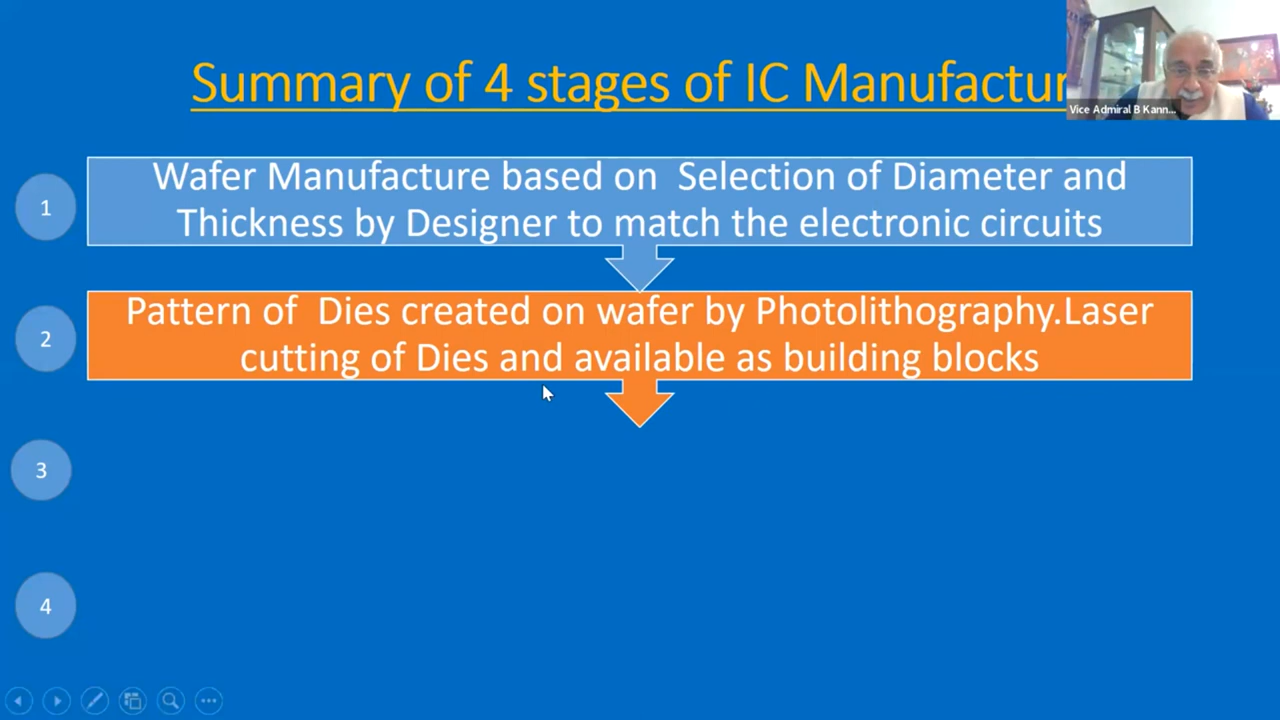 Summary of 4 stages of IC Manufactur
Vice Admiral B Kann...
1
Wafer Manufacture based on Selection of Diameter and
Thickness by Designer to match the electronic circuits
2
Pattern of Dies created on wafer by Photolithography.Laser
cutting of Dies and available as building blocks
3
4